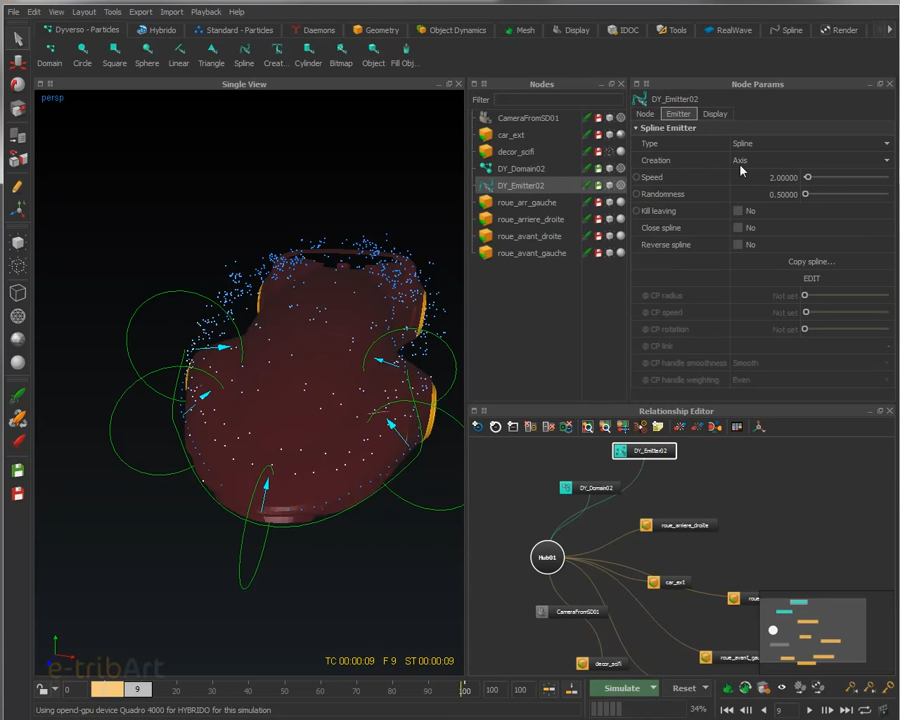 File Edit View Layout Tools Export Import Playback Help
Dyverso - Particles Hybrido Standard - Particles Daemons Geometry Object Dynamics Mesh Display IDOC Tools RealWave Spline Render
Domain Circle Square Sphere Linear Triangle Spline Creat... Cylinder Bitmap Object Fill Obj...
Single View
persp
Nodes
Filter
CameraFromSD01
car_ext
decor_scifi
DY_Domain02
DY_Emitter02
roue_arr_gauche
roue_arriere_droite
roue_avant_droite
roue_avant_gauche
Node Params
DY_Emitter02
Node Emitter Display
Spline Emitter
Type Spline
Creation Axis
Speed 2.00000
Randomness 0.50000
Kill leaving No
Close spline No
Reverse spline No
Copy spline...
EDIT
@ CP radius Not set
@ CP speed Not set
@ CP rotation Not set
@ CP link
@ CP handle smoothness Smooth
@ CP handle weighting Even
Relationship Editor
DY_Emitter02
DY_Domain02
roue_arriere_droite
Hub01
car_ext
roue
CameraFromSD01
roue_avant_ga
decor_scifi
TC 00:00:09 F 9 ST 00:00:09
e-tribArt
0 9 20 30 40 50 60 70 80 90 100 100
Simulate Reset
Using opencl-gpu device Quadro 4000 for HYBRIDO for this simulation
34% 9